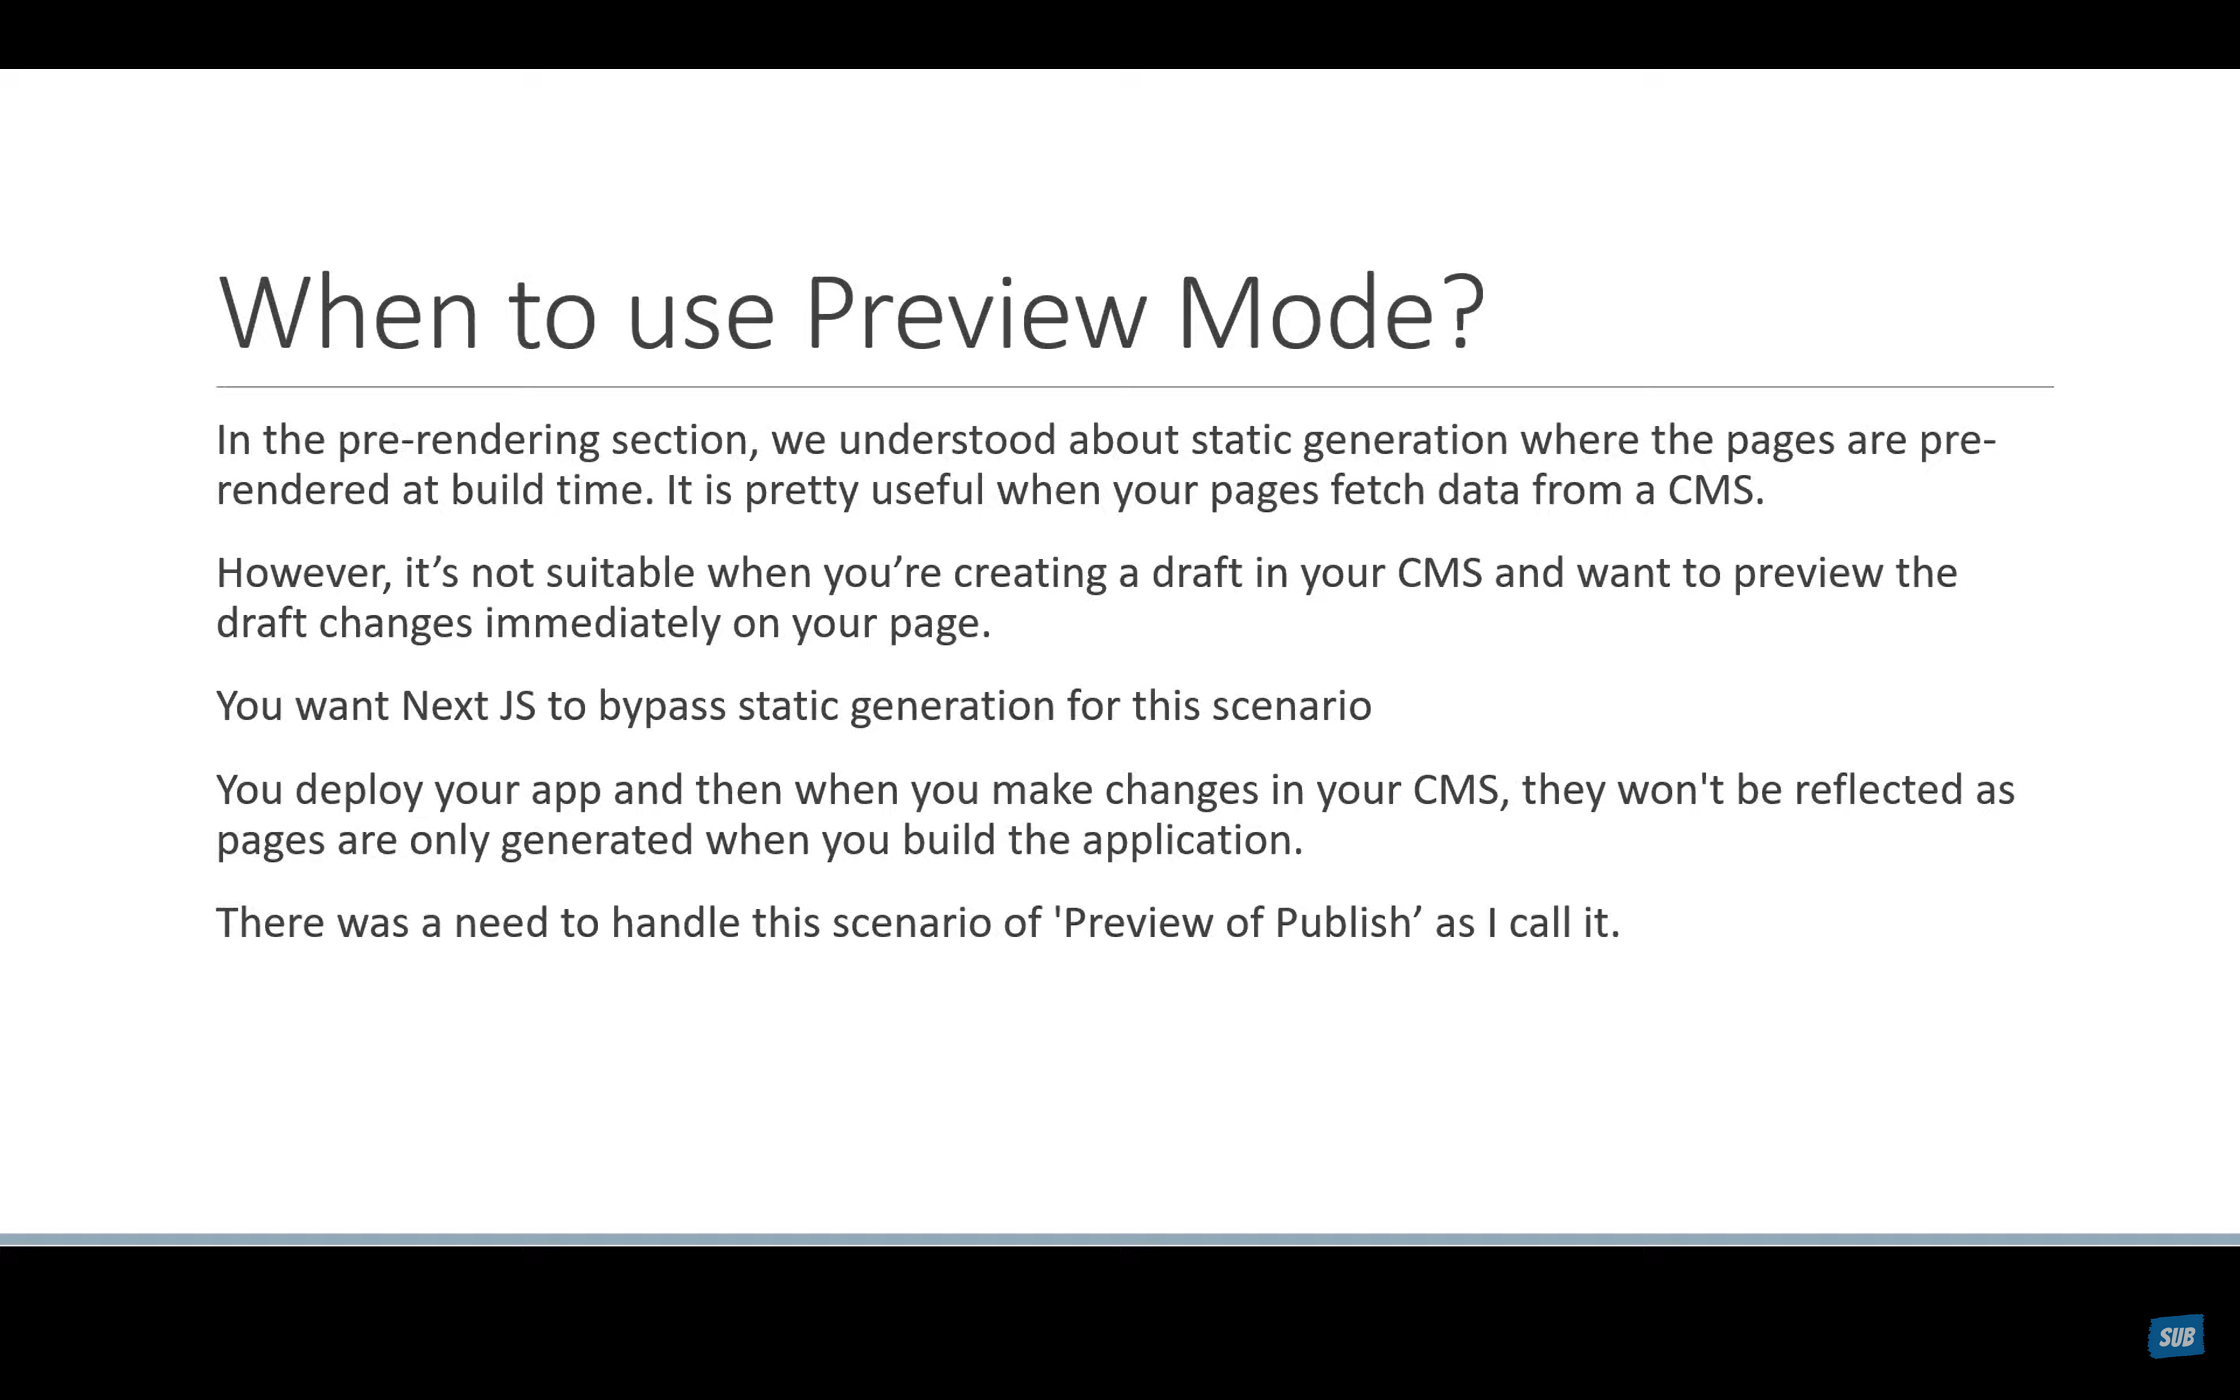 When to use Preview Mode?
In the pre-rendering section, we understood about static generation where the pages are pre-
rendered at build time. It is pretty useful when your pages fetch data from a CMS.
However, it’s not suitable when you’re creating a draft in your CMS and want to preview the
draft changes immediately on your page.
You want Next JS to bypass static generation for this scenario
You deploy your app and then when you make changes in your CMS, they won't be reflected as
pages are only generated when you build the application.
There was a need to handle this scenario of 'Preview of Publish’ as I call it.
SUB